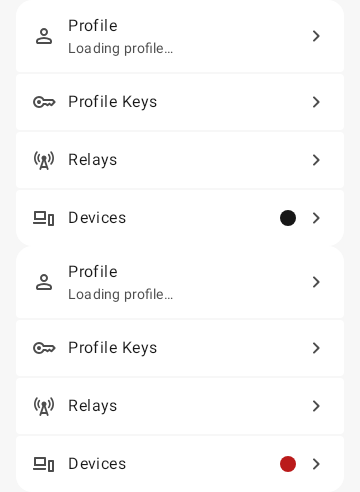 Profile
Loading profile…
Profile Keys
Relays
Devices
Profile
Loading profile…
Profile Keys
Relays
Devices